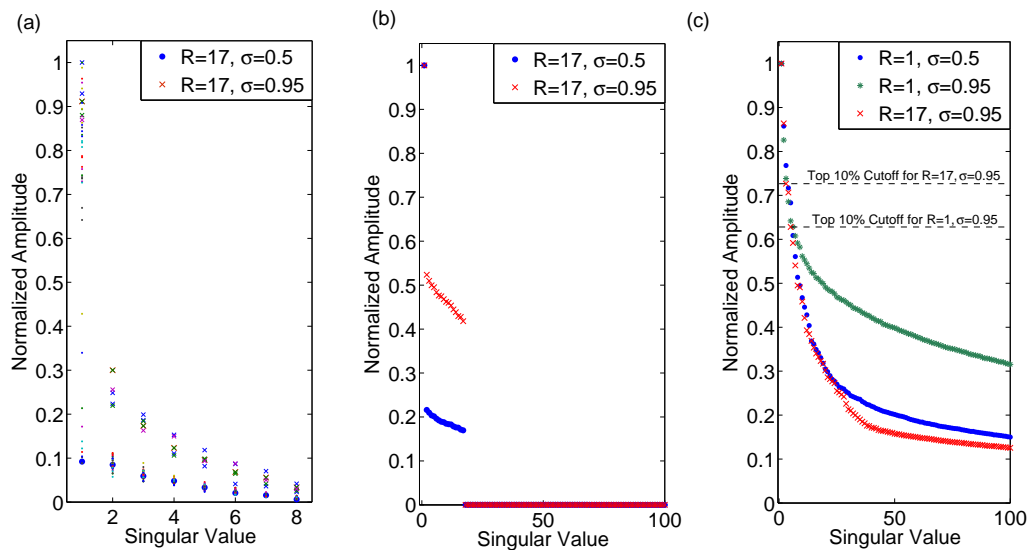 (a)
R=17, σ=0.5
R=17, σ=0.95
1
0.9
0.8
0.7
0.6
0.5
0.4
0.3
0.2
0.1
0
2 4 6 8
Normalized Amplitude
Singular Value
(b)
R=17, σ=0.5
R=17, σ=0.95
1
0.9
0.8
0.7
0.6
0.5
0.4
0.3
0.2
0.1
0
0 50 100
Normalized Amplitude
Singular Value
(c)
R=1, σ=0.5
R=1, σ=0.95
R=17, σ=0.95
Top 10% Cutoff for R=17, σ=0.95
Top 10% Cutoff for R=1, σ=0.95
1
0.9
0.8
0.7
0.6
0.5
0.4
0.3
0.2
0.1
0
0 50 100
Normalized Amplitude
Singular Value